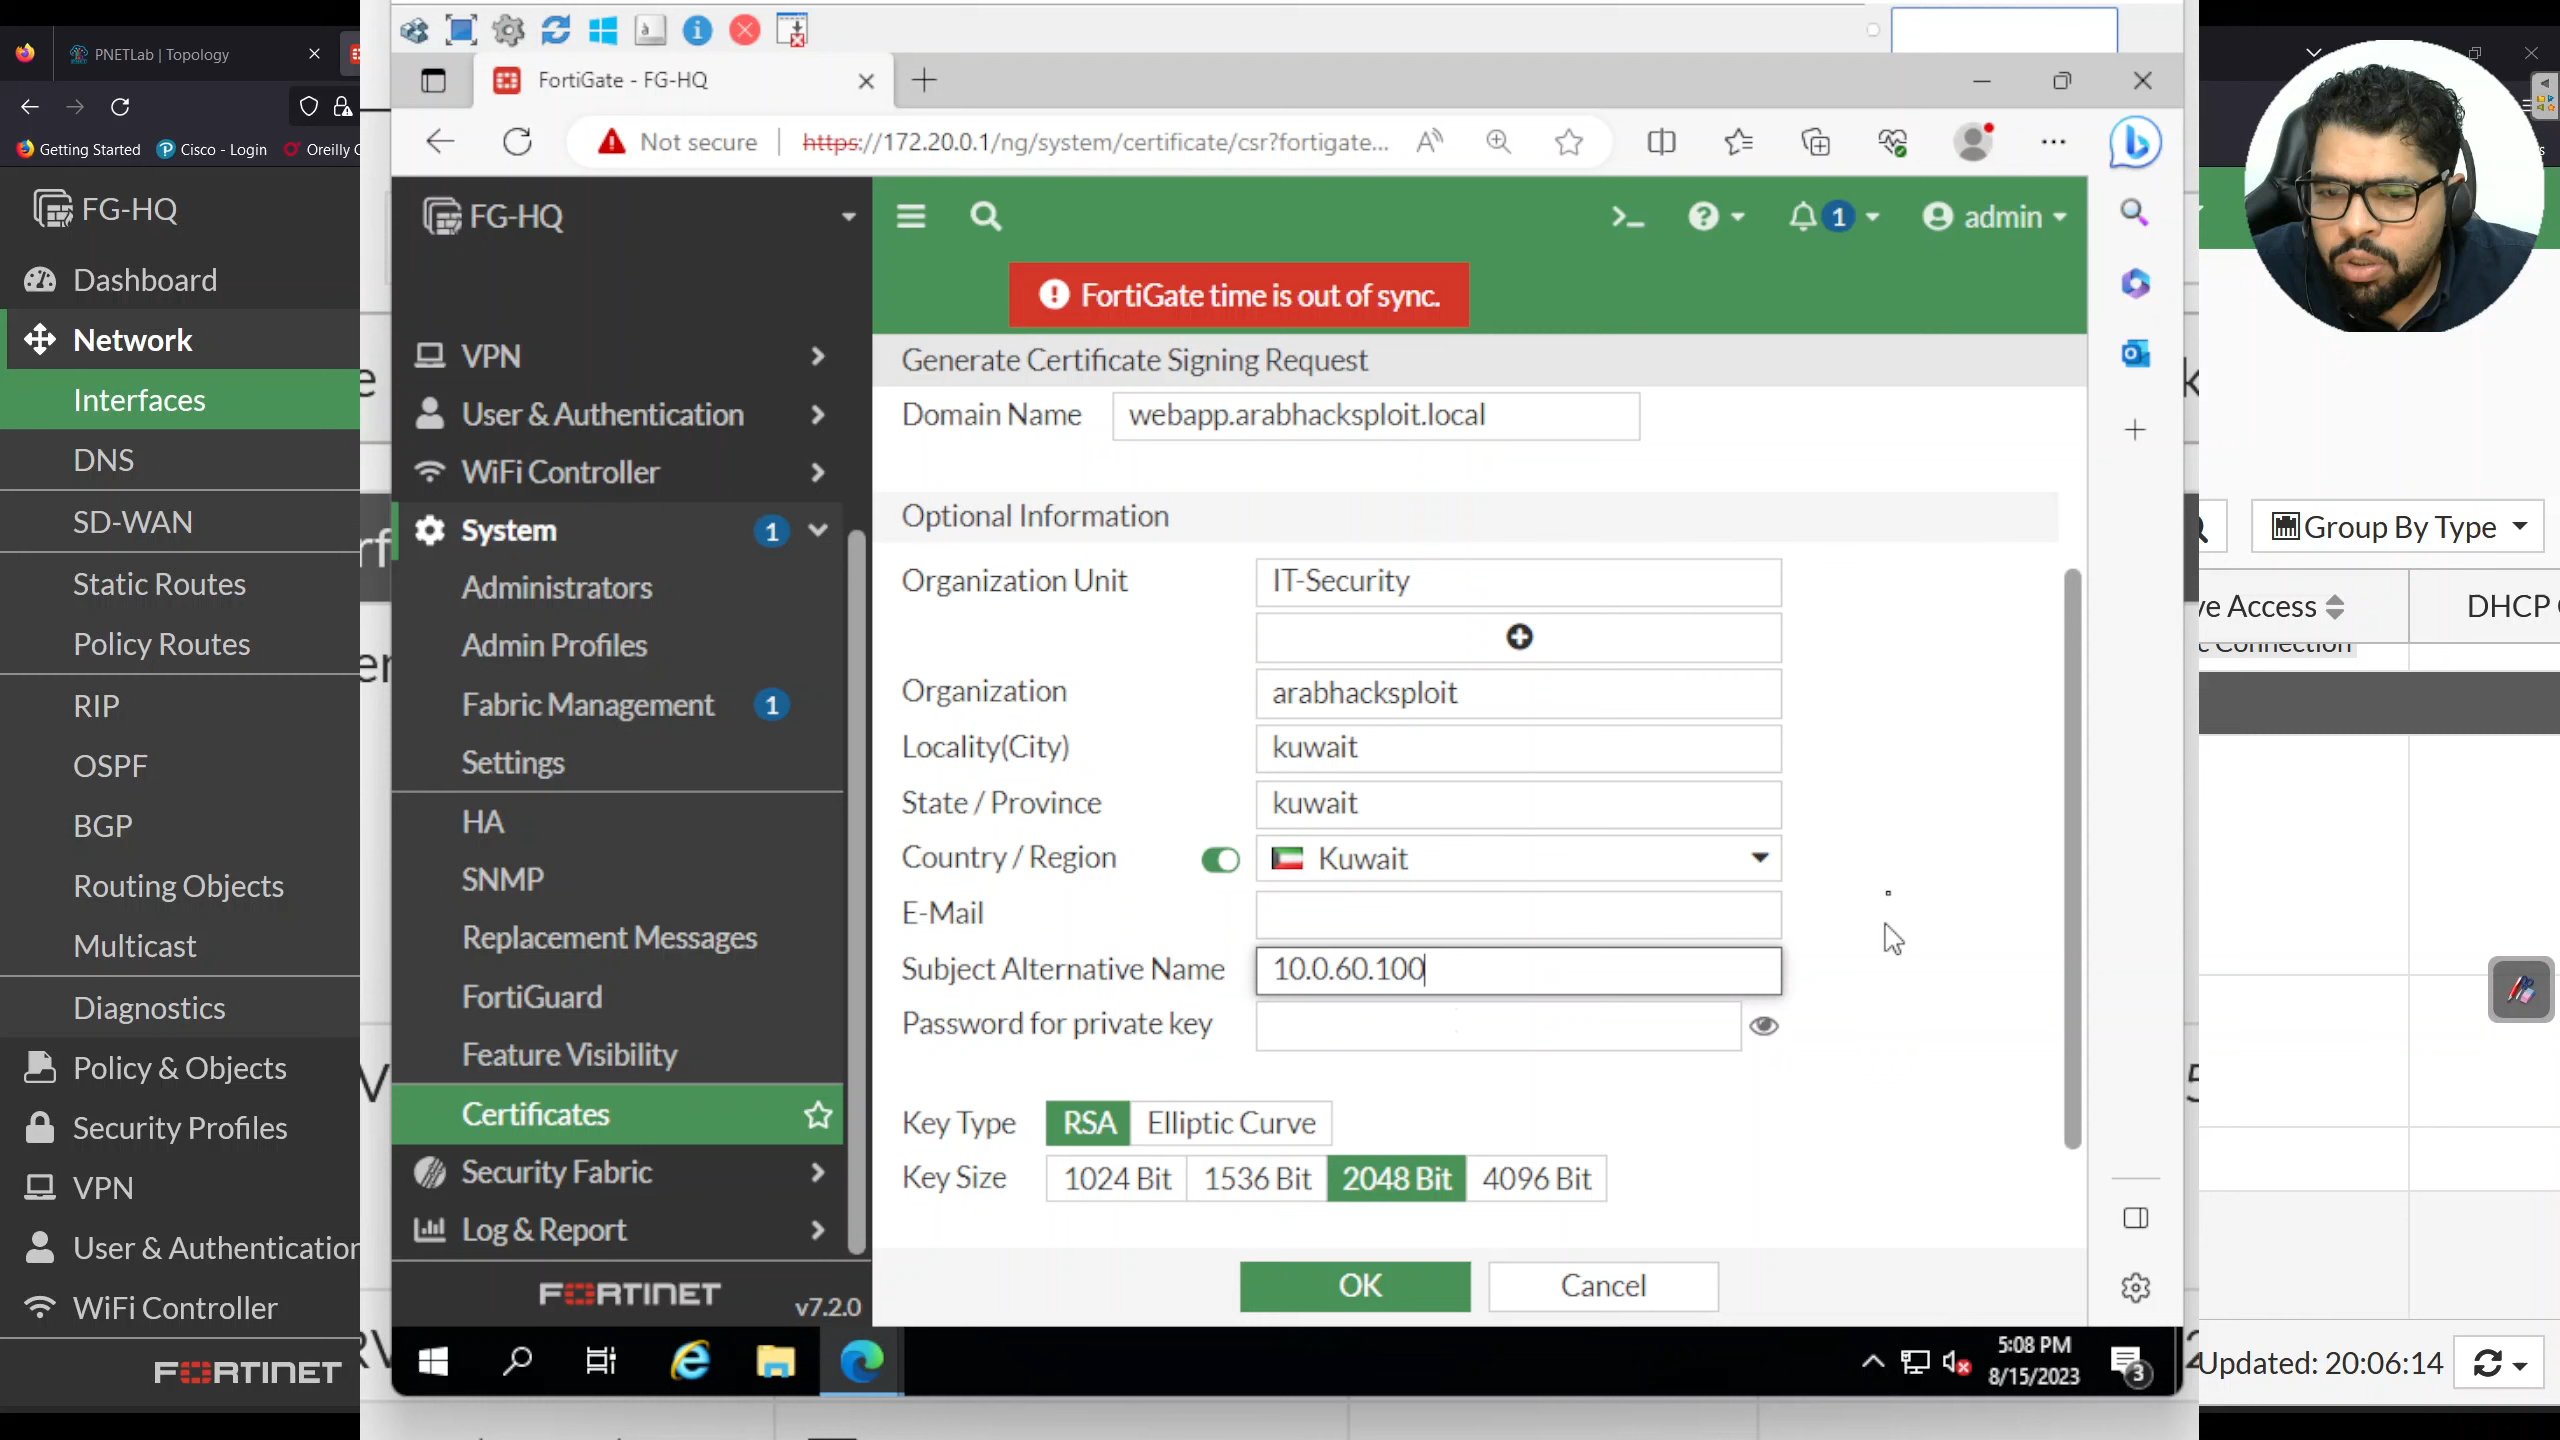 PNETLab | Topology
Getting Started
Cisco - Login
Oreilly
FG-HQ
Dashboard
Network
Interfaces
DNS
SD-WAN
Static Routes
Policy Routes
RIP
OSPF
BGP
Routing Objects
Multicast
Diagnostics
Policy & Objects
Security Profiles
VPN
User & Authentication
WiFi Controller
FORTINET
FortiGate - FG-HQ
Not secure
https://172.20.0.1/ng/system/certificate/csr?fortigate...
FG-HQ
1
admin
FortiGate time is out of sync.
VPN
User & Authentication
WiFi Controller
System 1
Administrators
Admin Profiles
Fabric Management 1
Settings
HA
SNMP
Replacement Messages
FortiGuard
Feature Visibility
Certificates
Security Fabric
Log & Report
FORTINET v7.2.0
Generate Certificate Signing Request
Domain Name webapp.arabhacksploit.local
Optional Information
Organization Unit IT-Security
Organization arabhacksploit
Locality(City) kuwait
State / Province kuwait
Country / Region Kuwait
E-Mail
Subject Alternative Name 10.0.60.100
Password for private key
Key Type RSA Elliptic Curve
Key Size 1024 Bit 1536 Bit 2048 Bit 4096 Bit
OK Cancel
5:08 PM
8/15/2023
3
Group By Type
Access
DHCP
Connection
Updated: 20:06:14